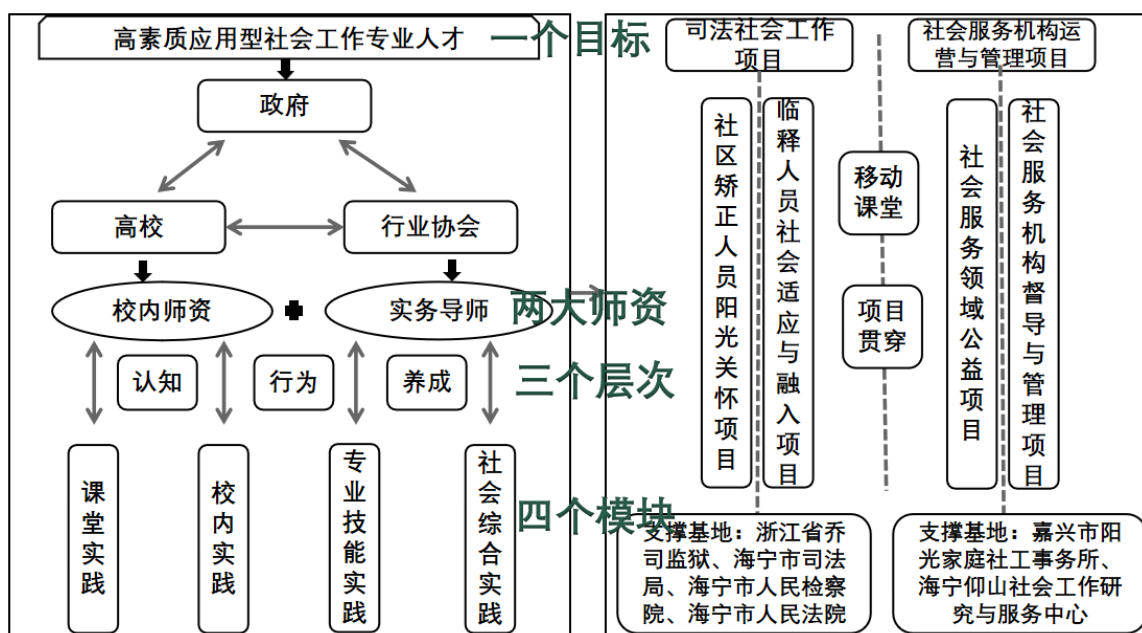 高素质应用型社会工作专业人才
一个目标
政府
高校
行业协会
校内师资
实务导师
两大师资
认知
行为
养成
三个层次
课堂实践
校内实践
专业技能实践
社会综合实践
四个模块
司法社会工作
项目
社会服务机构运
营与管理项目
社区矫正人员阳光关怀项目
临释人员社会适应与融入项目
移动
课堂
项目
贯穿
社会服务领域公益项目
社会服务机构督导与管理项目
支撑基地：浙江省乔
司监狱、海宁市司法
局、海宁市人民检察
院、海宁市人民法院
支撑基地：嘉兴市阳
光家庭社工事务所、
海宁仰山社会工作研
究与服务中心